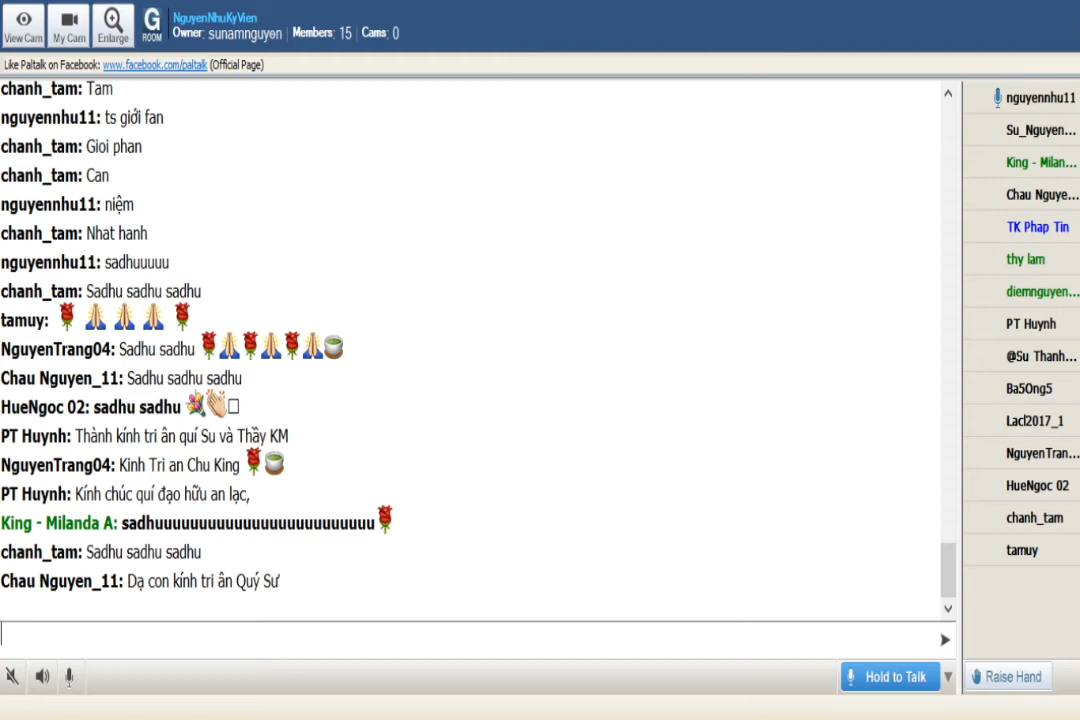 View Cam
My Cam
Enlarge
G ROOM
NguyenNhuKyVien
Owner: sunamnguyen | Members: 15 | Cams: 0
Like Paltalk on Facebook: www.facebook.com/paltalk (Official Page)
chanh_tam: Tam
nguyennhu11: ts giới fan
chanh_tam: Gioi phan
chanh_tam: Can
nguyennhu11: niệm
chanh_tam: Nhat hanh
nguyennhu11: sadhuuuuu
chanh_tam: Sadhu sadhu sadhu
tamuy: 🌹 🙏 🙏 🙏 🌹
NguyenTrang04: Sadhu sadhu 🌹🙏🌹🙏🌹🙏🍵
Chau Nguyen_11: Sadhu sadhu sadhu
HueNgoc 02: sadhu sadhu 💐👏□
PT Huynh: Thành kính tri ân quí Su và Thầy KM
NguyenTrang04: Kinh Tri an Chu King 🌹🍵
PT Huynh: Kính chúc quí đạo hữu an lạc,
King - Milanda A: sadhuuuuuuuuuuuuuuuuuuuuuuuuu🌹
chanh_tam: Sadhu sadhu sadhu
Chau Nguyen_11: Dạ con kính tri ân Quý Sư
nguyennhu11
Su_Nguyen...
King - Milan...
Chau Nguye...
TK Phap Tin
thy lam
diemnguyen...
PT Huynh
@Su Thanh...
Ba5Ong5
Lacl2017_1
NguyenTran...
HueNgoc 02
chanh_tam
tamuy
Hold to Talk
Raise Hand